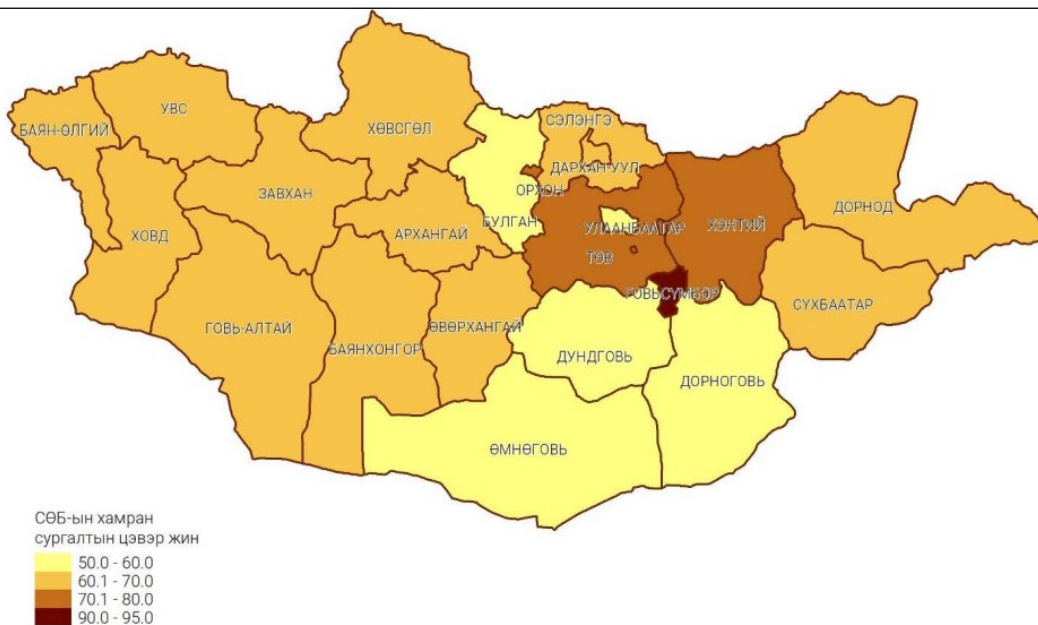 УВС
БАЯН-ӨЛГИЙ
ХӨВСГӨЛ
СЭЛЭНГЭ
ДАРХАН-УУЛ
ОРХОН
ЗАВХАН
БУЛГАН
УЛААНБААТАР
ХЭНТИЙ
ДОРНОД
ХОВД
АРХАНГАЙ
ТӨВ
ГОВЬСҮМБЭР
СҮХБААТАР
ГОВЬ-АЛТАЙ
ӨВӨРХАНГАЙ
БАЯНХОНГОР
ДУНДГОВЬ
ДОРНОГОВЬ
ӨМНӨГОВЬ
СӨБ-ын хамран
сургалтын цэвэр жин
50.0 - 60.0
60.1 - 70.0
70.1 - 80.0
90.0 - 95.0